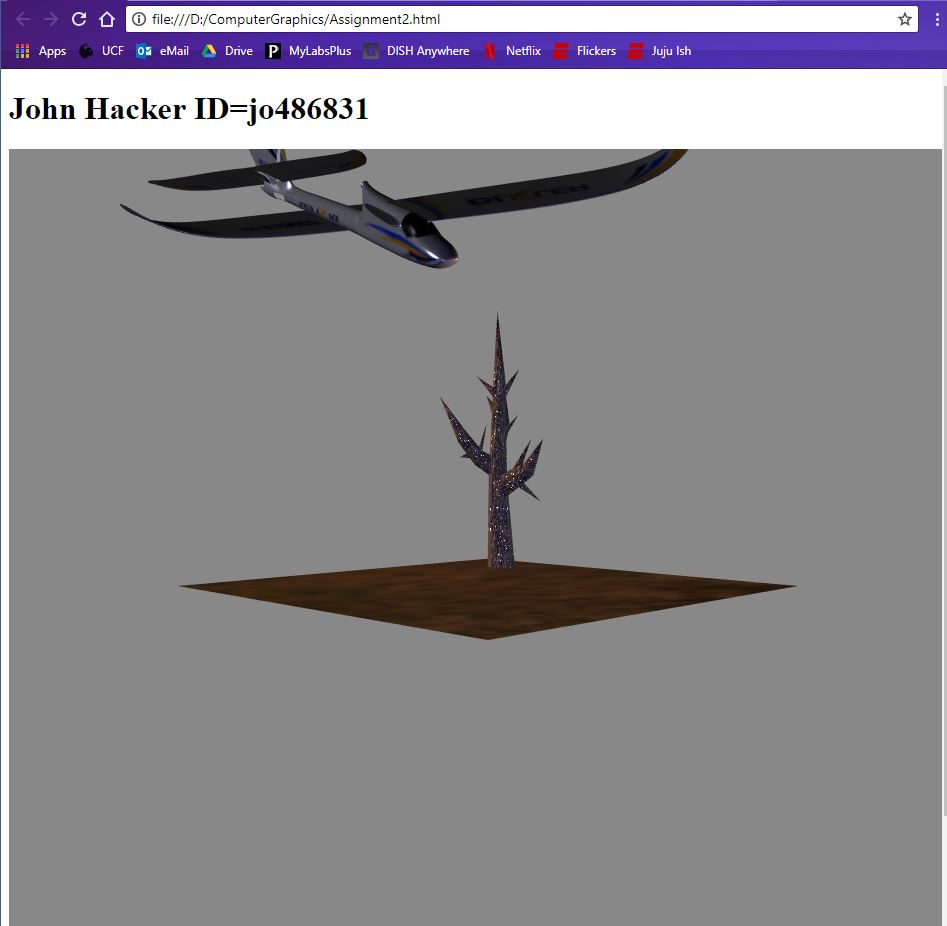 file:///D:/ComputerGraphics/Assignment2.html
Apps UCF eMail Drive P MyLabsPlus DISH Anywhere Netflix Flickers Juju Ish
John Hacker ID=jo486831